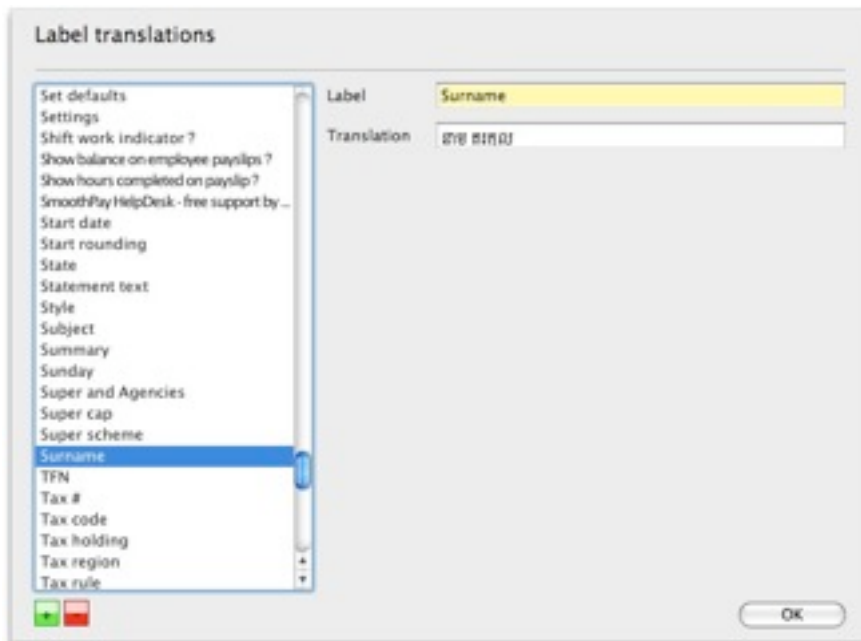 Label translations
Set defaults
Settings
Shift work indicator ?
Show balance on employee payslips ?
Show hours completed on payslip ?
SmoothPay HelpDesk - free support by ...
Start date
Start rounding
State
Statement text
Style
Subject
Summary
Sunday
Super and Agencies
Super cap
Super scheme
Surname
TFN
Tax #
Tax code
Tax holding
Tax region
Tax rule
Label
Surname
Translation
OK